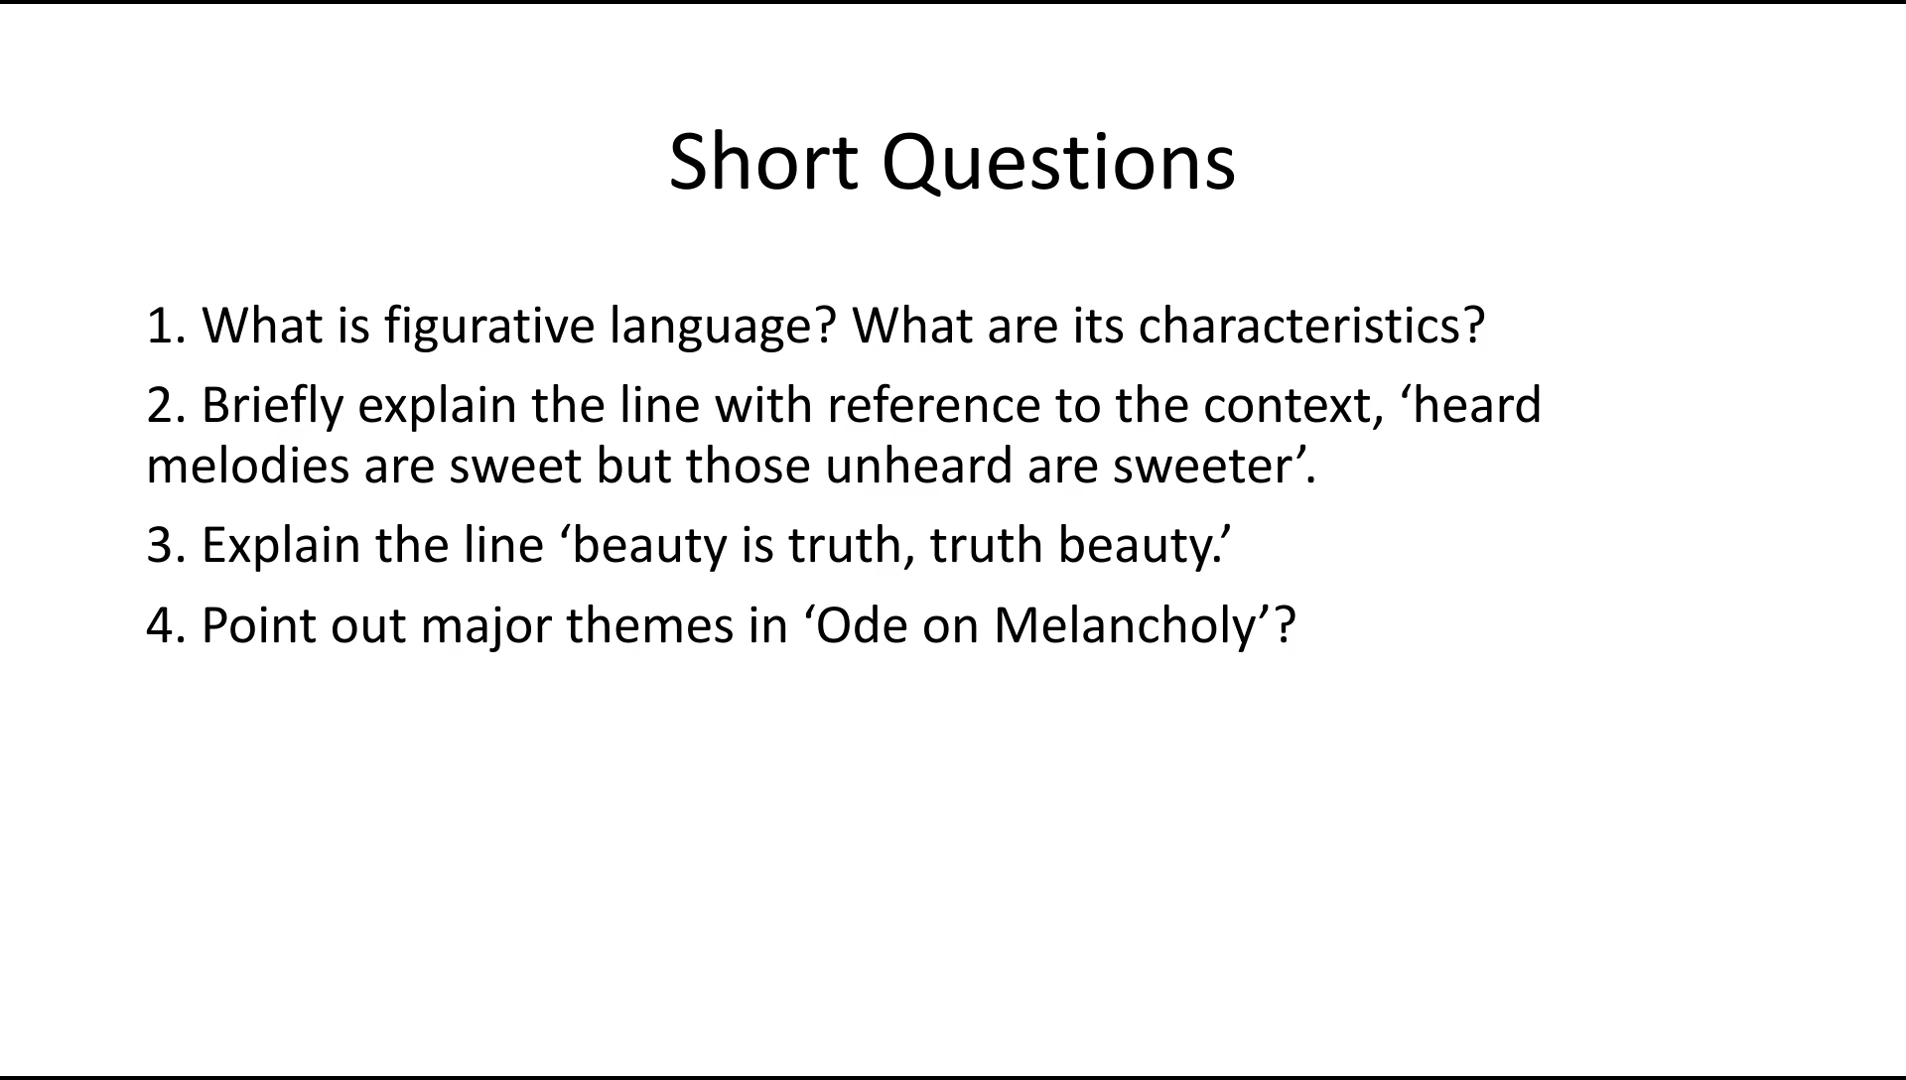 Short Questions
1. What is figurative language? What are its characteristics?
2. Briefly explain the line with reference to the context, ‘heard
melodies are sweet but those unheard are sweeter’.
3. Explain the line ‘beauty is truth, truth beauty.’
4. Point out major themes in ‘Ode on Melancholy’?